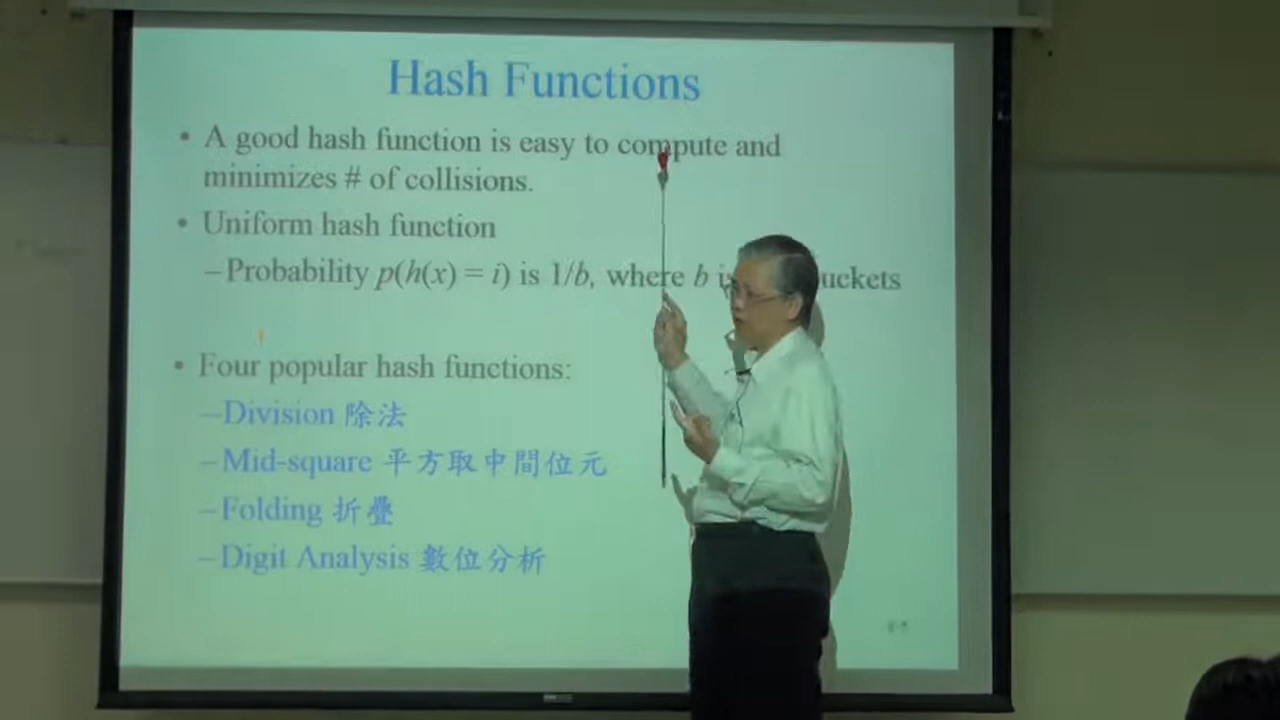 Hash Functions
• A good hash function is easy to compute and
minimizes # of collisions.
• Uniform hash function
–Probability p(h(x) = i) is 1/b, where b uckets
• Four popular hash functions:
–Division 除法
–Mid-square 平方取中間位元
–Folding 折疊
–Digit Analysis 數位分析